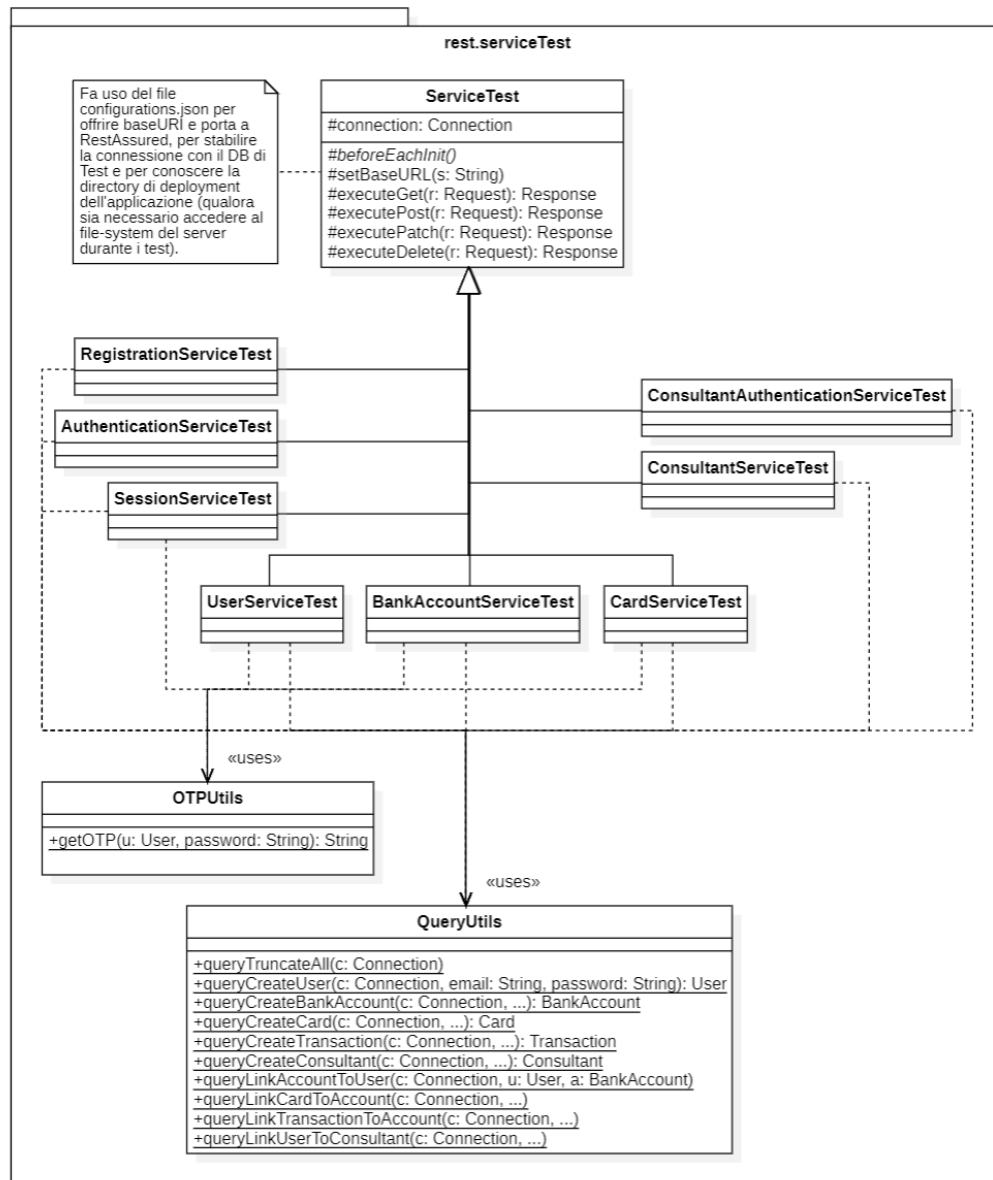 rest.serviceTest
Fa uso del file
configurations.json per
offrire baseURI e porta a
RestAssured, per stabilire
la connessione con il DB di
Test e per conoscere la
directory di deployment
dell'applicazione (qualora
sia necessario accedere al
file-system del server
durante i test).
ServiceTest
#connection: Connection
#beforeEachInit()
#setBaseURL(s: String)
#executeGet(r: Request): Response
#executePost(r: Request): Response
#executePatch(r: Request): Response
#executeDelete(r: Request): Response
RegistrationServiceTest
AuthenticationServiceTest
SessionServiceTest
ConsultantAuthenticationServiceTest
ConsultantServiceTest
UserServiceTest
BankAccountServiceTest
CardServiceTest
«uses»
OTPUtils
+getOTP(u: User, password: String): String
«uses»
QueryUtils
+queryTruncateAll(c: Connection)
+queryCreateUser(c: Connection, email: String, password: String): User
+queryCreateBankAccount(c: Connection, ...): BankAccount
+queryCreateCard(c: Connection, ...): Card
+queryCreateTransaction(c: Connection, ...): Transaction
+queryCreateConsultant(c: Connection, ...): Consultant
+queryLinkAccountToUser(c: Connection, u: User, a: BankAccount)
+queryLinkCardToAccount(c: Connection, ...)
+queryLinkTransactionToAccount(c: Connection, ...)
+queryLinkUserToConsultant(c: Connection, ...)